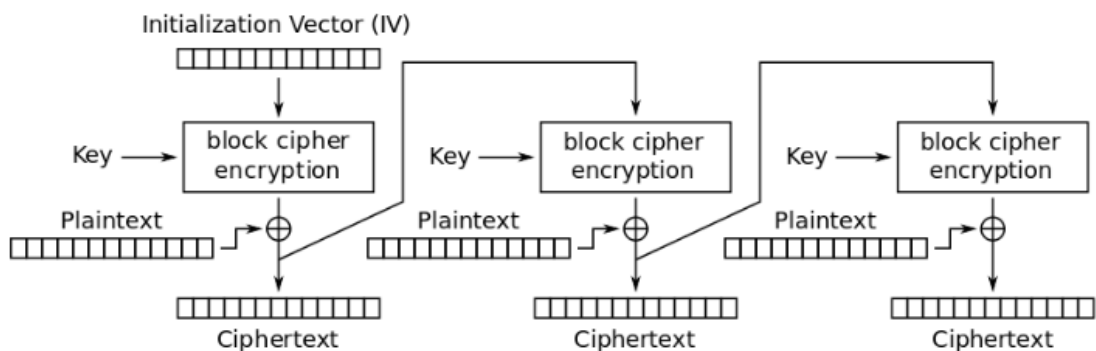 Initialization Vector (IV)
Key
block cipher
encryption
Key
block cipher
encryption
Key
block cipher
encryption
Plaintext
Plaintext
Plaintext
Ciphertext
Ciphertext
Ciphertext